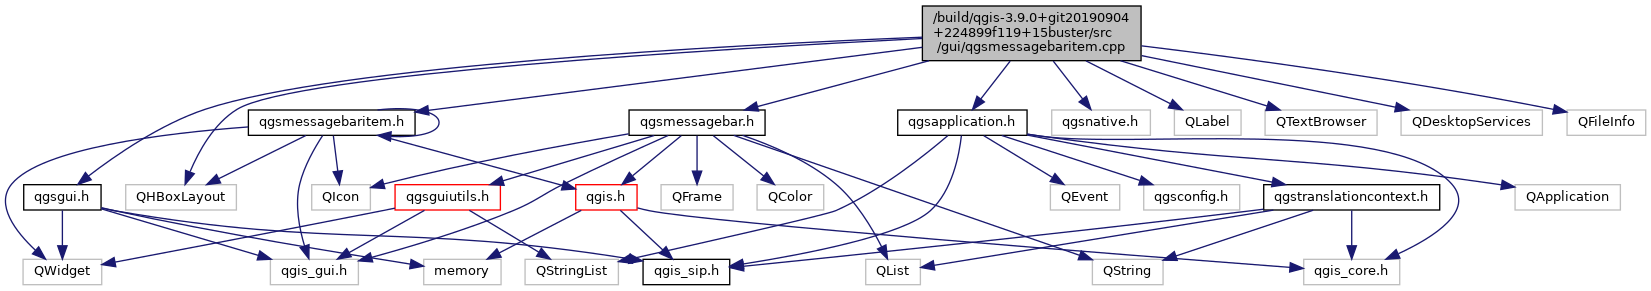 /build/qgis-3.9.0+git20190904
+224899f119+15buster/src
/gui/qgsmessagebaritem.cpp
qgsmessagebaritem.h
qgsmessagebar.h
qgsapplication.h
qgsnative.h
QLabel
QTextBrowser
QDesktopServices
QFileInfo
qgsgui.h
QHBoxLayout
QIcon
qgsguiutils.h
qgis.h
QFrame
QColor
QEvent
qgsconfig.h
qgstranslationcontext.h
QApplication
QWidget
qgis_gui.h
memory
QStringList
qgis_sip.h
QList
QString
qgis_core.h